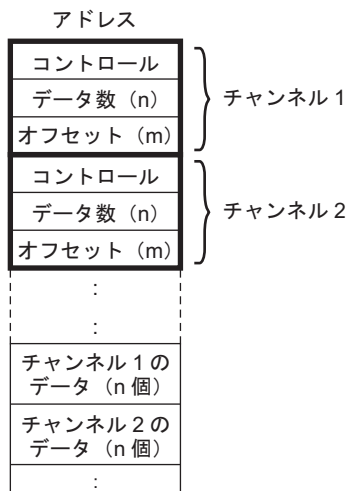 アドレス
コントロール
データ数（n）
オフセット（m）
チャンネル 1
コントロール
データ数（n）
オフセット（m）
チャンネル 2
:
:
チャンネル 1 の
データ（n 個）
チャンネル 2 の
データ（n 個）
: